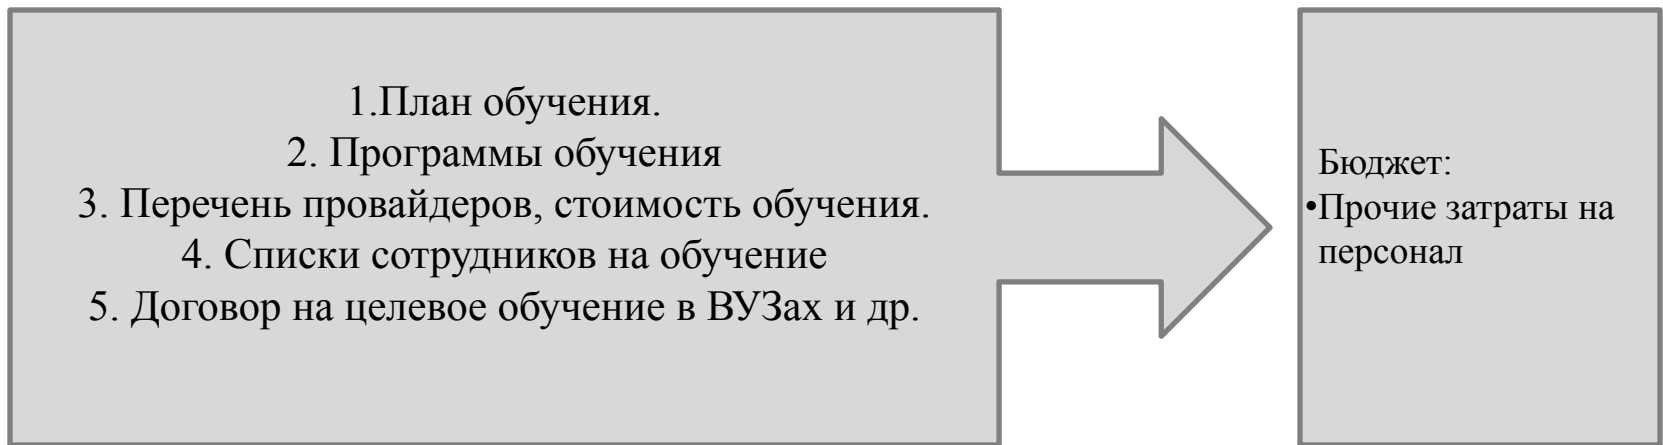 1.План обучения.
2. Программы обучения
3. Перечень провайдеров, стоимость обучения.
4. Списки сотрудников на обучение
5. Договор на целевое обучение в ВУЗах и др.
Бюджет:
•Прочие затраты на
персонал